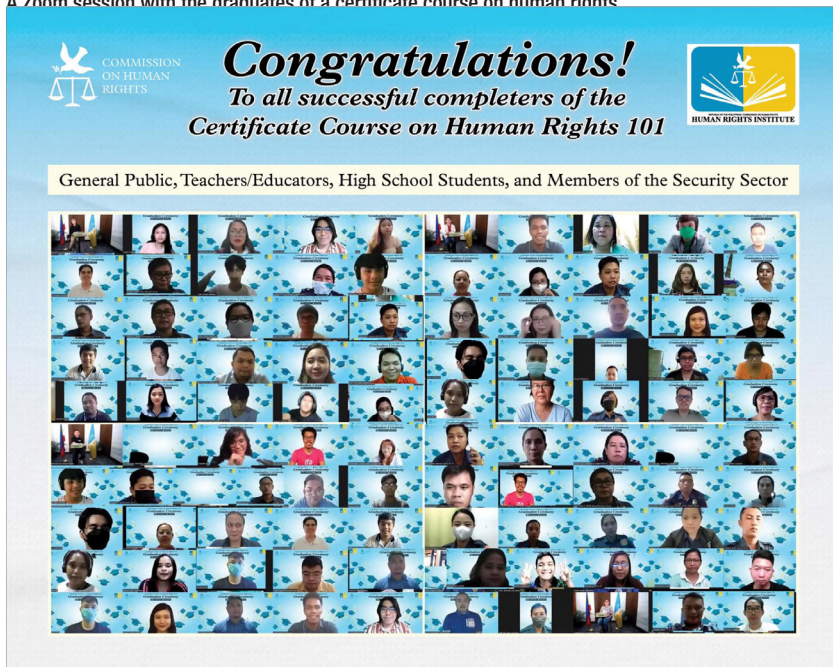 A Zoom session with the graduates of a certificate course on human rights
COMMISSION
ON HUMAN
RIGHTS
Congratulations!
To all successful completers of the
Certificate Course on Human Rights 101
HUMAN RIGHTS INSTITUTE
General Public, Teachers/Educators, High School Students, and Members of the Security Sector